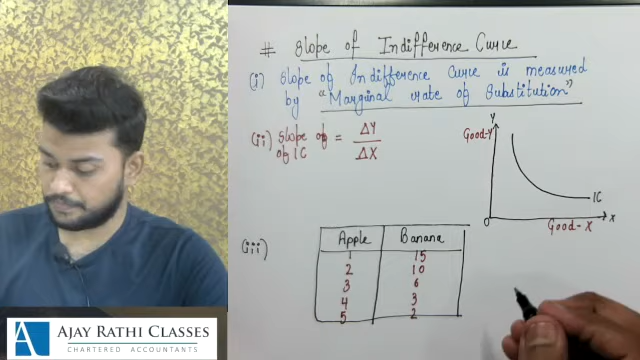 # Slope of Indifference Curve
(i) Slope of Indifference Curve is measured
by "Marginal rate of Substitution"
(ii) Slope of = ΔY
of IC ΔX
Y
Good-Y
IC
O
X
Good-X
(iii)
Apple Banana
1 15
2 10
3 6
4 3
5 2
AJAY RATHI CLASSES
CHARTERED ACCOUNTANTS